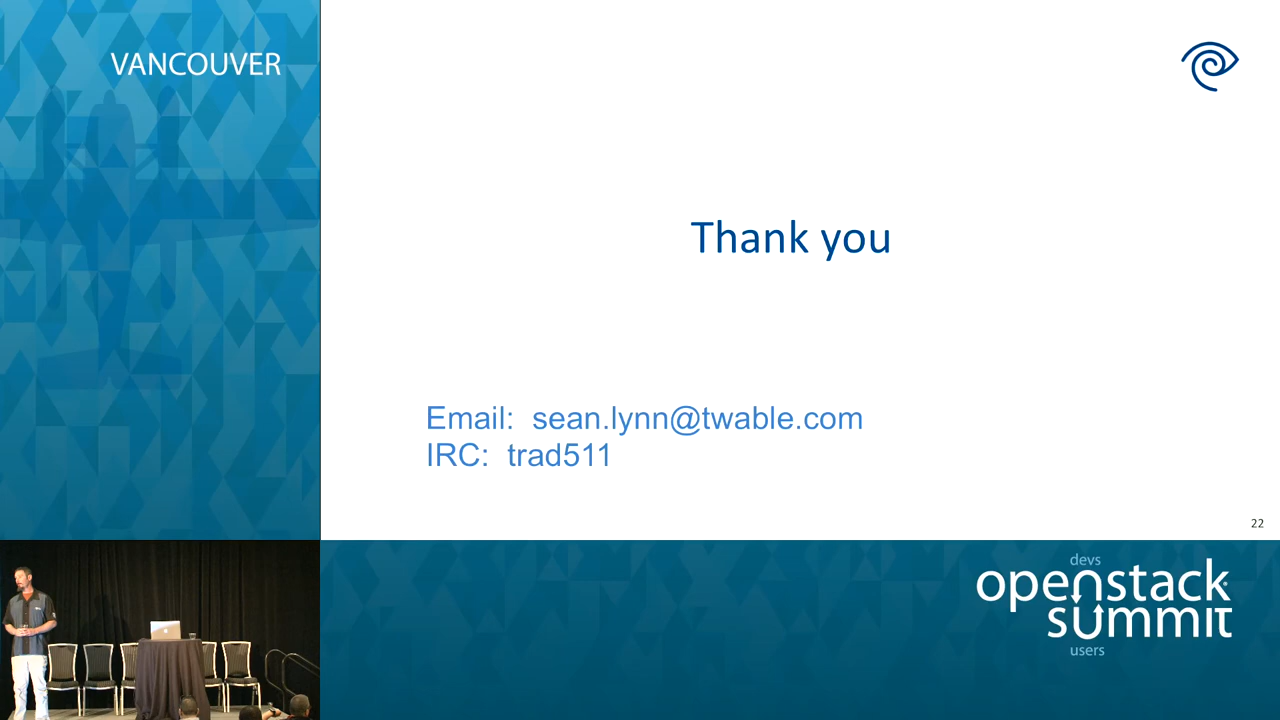 VANCOUVER
Thank you
Email: sean.lynn@twable.com
IRC: trad511
22
devs
openstack
summit
users